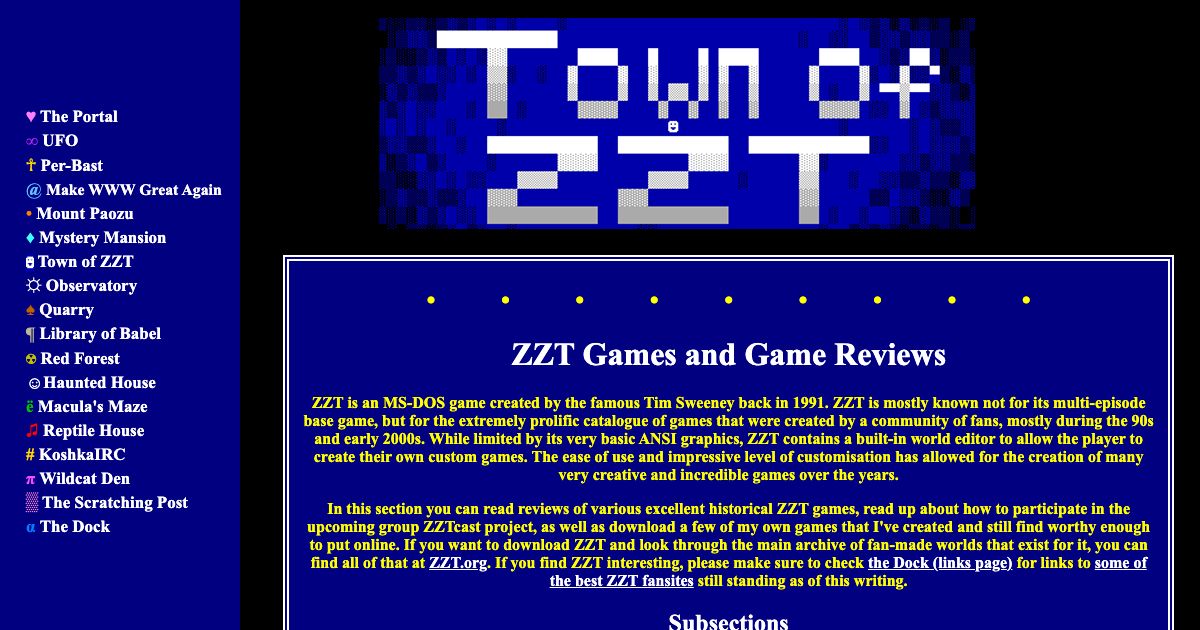 ♥ The Portal
∞ UFO
☥ Per-Bast
@ Make WWW Great Again
• Mount Paozu
♦ Mystery Mansion
Town of ZZT
☼ Observatory
♠ Quarry
¶ Library of Babel
☢ Red Forest
☺ Haunted House
ë Macula's Maze
♫ Reptile House
# KoshkaIRC
π Wildcat Den
▒ The Scratching Post
α The Dock
Town of
ZZT
ZZT Games and Game Reviews
ZZT is an MS-DOS game created by the famous Tim Sweeney back in 1991. ZZT is mostly known not for its multi-episode
base game, but for the extremely prolific catalogue of games that were created by a community of fans, mostly during the 90s
and early 2000s. While limited by its very basic ANSI graphics, ZZT contains a built-in world editor to allow the player to
create their own custom games. The ease of use and impressive level of customisation has allowed for the creation of many
very creative and incredible games over the years.
In this section you can read reviews of various excellent historical ZZT games, read up about how to participate in the
upcoming group ZZTcast project, as well as download a few of my own games that I've created and still find worthy enough
to put online. If you want to download ZZT and look through the main archive of fan-made worlds that exist for it, you can
find all of that at ZZT.org. If you find ZZT interesting, please make sure to check the Dock (links page) for links to some of
the best ZZT fansites still standing as of this writing.
Subsections